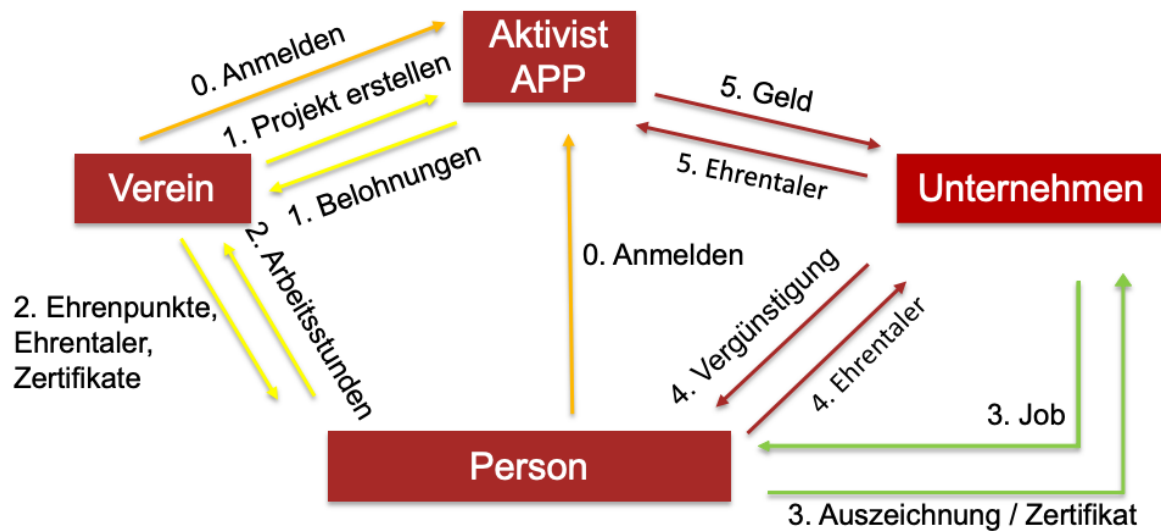 Aktivist
APP
0. Anmelden
1. Projekt erstellen
1. Belohnungen
5. Geld
5. Ehrentaler
Verein
Unternehmen
2. Arbeitsstunden
2. Ehrenpunkte,
Ehrentaler,
Zertifikate
0. Anmelden
4. Vergünstigung
4. Ehrentaler
3. Job
Person
3. Auszeichnung / Zertifikat